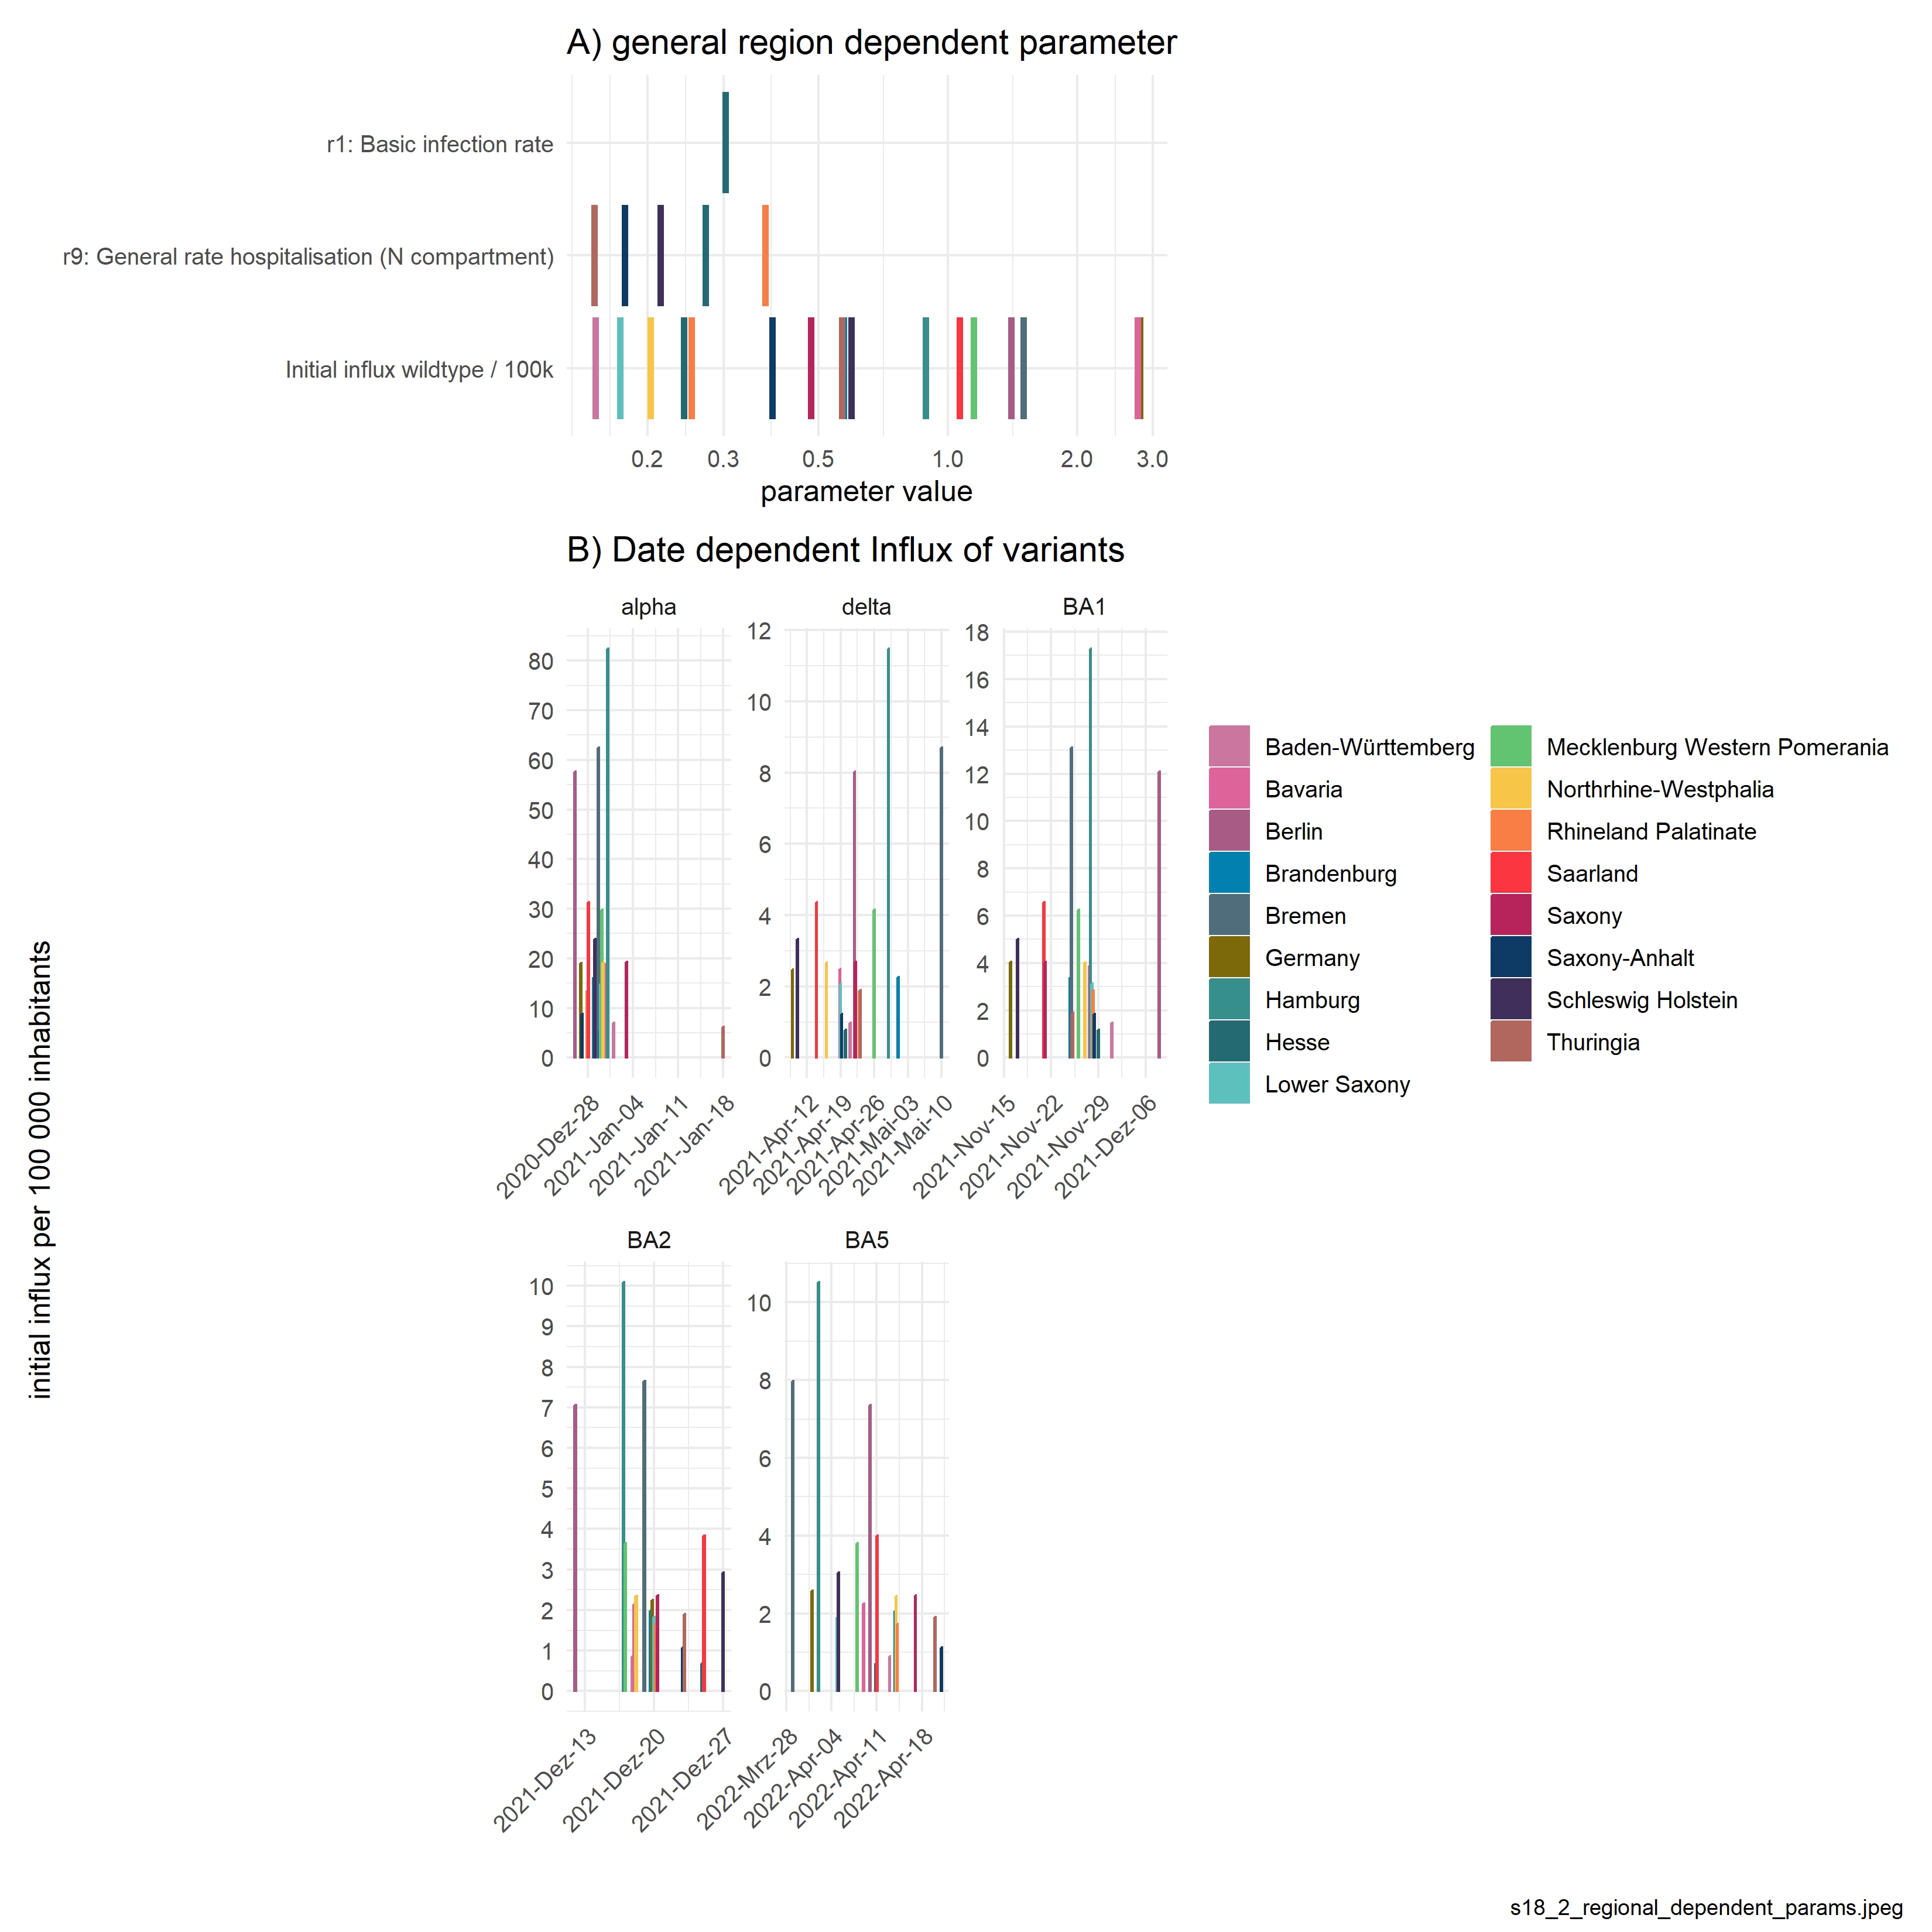 A) general region dependent parameter
r1: Basic infection rate
r9: General rate hospitalisation (N compartment)
Initial influx wildtype / 100k
0.2 0.3 0.5 1.0 2.0 3.0
parameter value
B) Date dependent Influx of variants
initial influx per 100 000 inhabitants
alpha
80
70
60
50
40
30
20
10
0
2020-Dez-28
2021-Jan-04
2021-Jan-11
2021-Jan-18
delta
12
10
8
6
4
2
0
2021-Apr-12
2021-Apr-19
2021-Apr-26
2021-Mai-03
2021-Mai-10
BA1
18
16
14
12
10
8
6
4
2
0
2021-Nov-15
2021-Nov-22
2021-Nov-29
2021-Dez-06
BA2
10
9
8
7
6
5
4
3
2
1
0
2021-Dez-13
2021-Dez-20
2021-Dez-27
BA5
10
8
6
4
2
0
2022-Mrz-28
2022-Apr-04
2022-Apr-11
2022-Apr-18
Baden-Württemberg
Bavaria
Berlin
Brandenburg
Bremen
Germany
Hamburg
Hesse
Lower Saxony
Mecklenburg Western Pomerania
Northrhine-Westphalia
Rhineland Palatinate
Saarland
Saxony
Saxony-Anhalt
Schleswig Holstein
Thuringia
s18_2_regional_dependent_params.jpeg